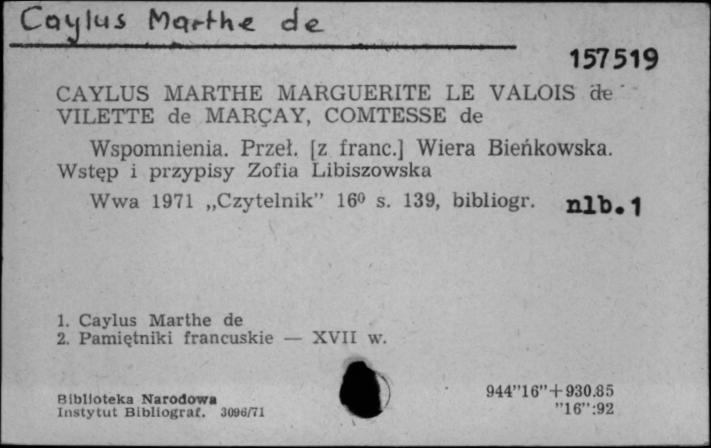 Caylus Marthe de
157519
CAYLUS MARTHE MARGUERITE LE VALOIS de
VILETTE de MARÇAY, COMTESSE de
Wspomnienia. Przeł. [z franc.] Wiera Bieńkowska.
Wstęp i przypisy Zofia Libiszowska
Wwa 1971 „Czytelnik” 16⁰ s. 139, bibliogr. nlb. 1
1. Caylus Marthe de
2. Pamiętniki francuskie — XVII w.
944”16”+930.85
Biblioteka Narodowa ”16”:92
Instytut Bibliograf. 3096/71